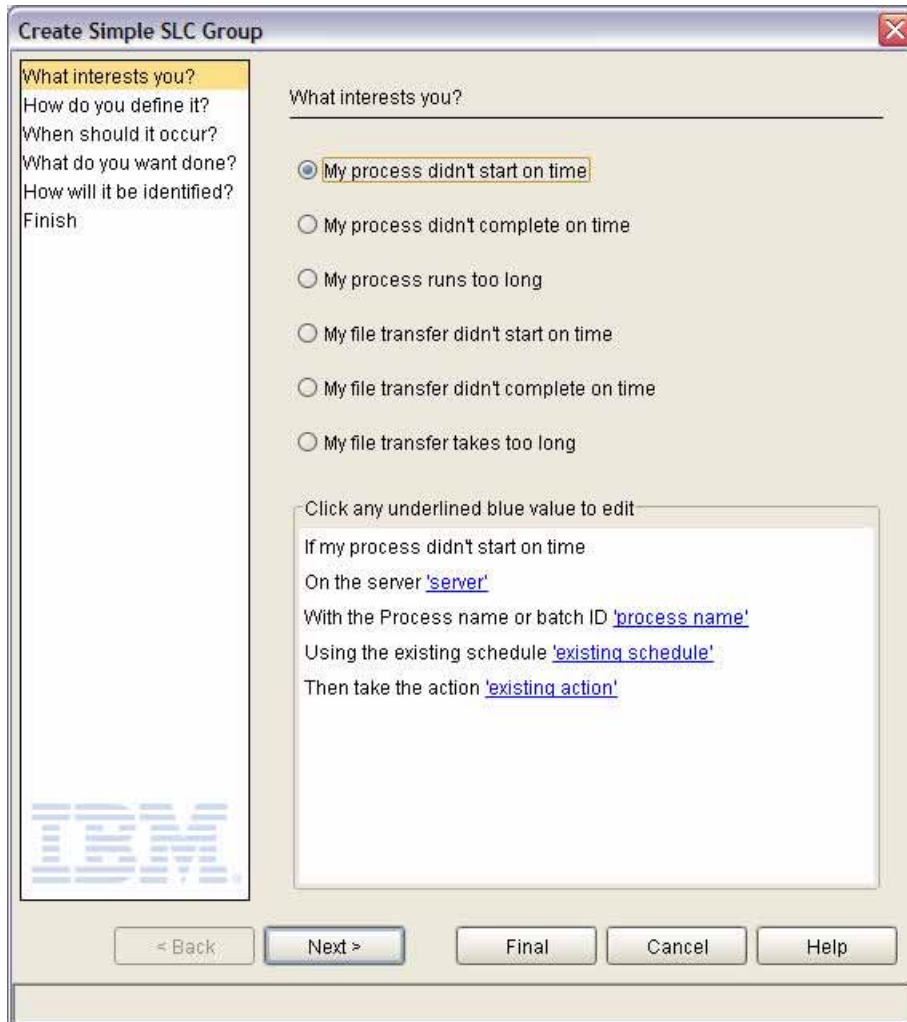 Create Simple SLC Group
What interests you?
How do you define it?
When should it occur?
What do you want done?
How will it be identified?
Finish
IBM
What interests you?
My process didn't start on time
My process didn't complete on time
My process runs too long
My file transfer didn't start on time
My file transfer didn't complete on time
My file transfer takes too long
Click any underlined blue value to edit
If my process didn't start on time
On the server 'server'
With the Process name or batch ID 'process name'
Using the existing schedule 'existing schedule'
Then take the action 'existing action'
< Back
Next >
Final
Cancel
Help